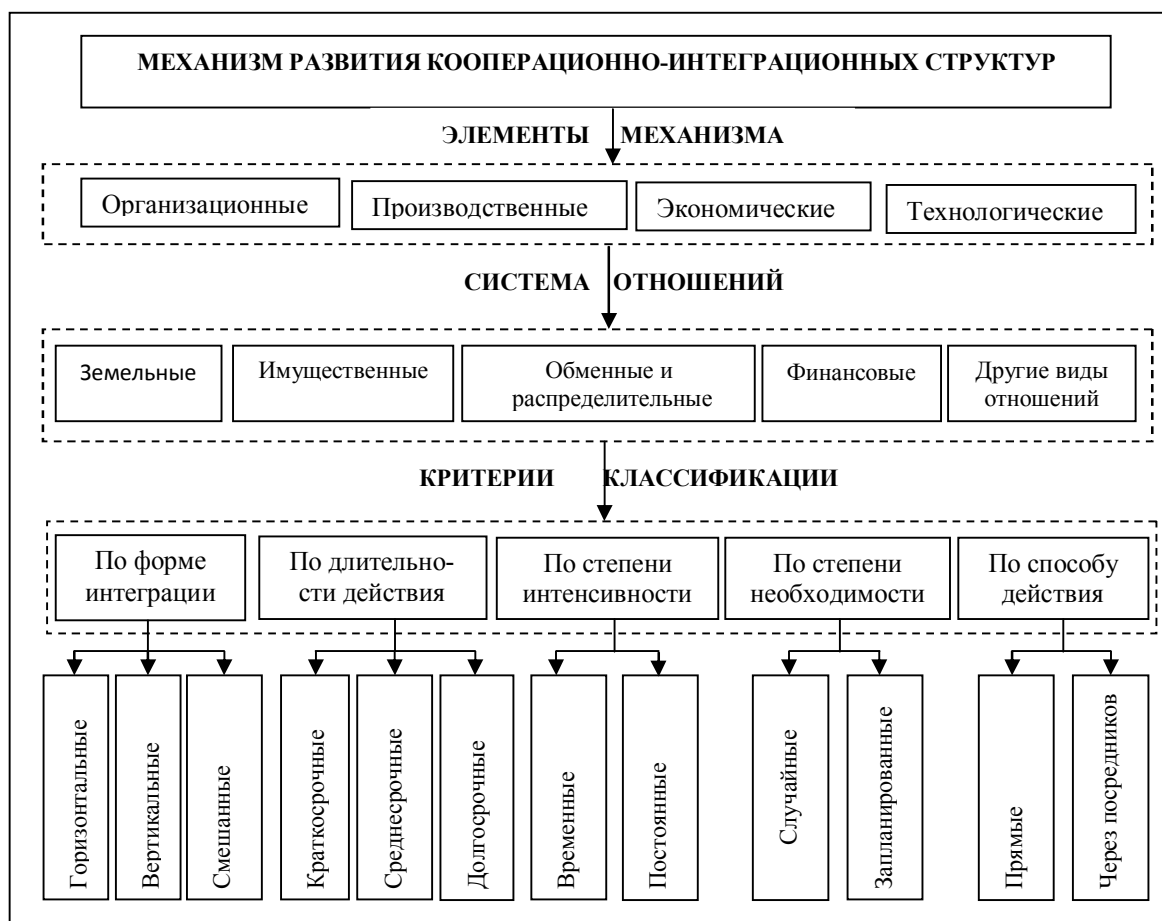 МЕХАНИЗМ РАЗВИТИЯ КООПЕРАЦИОННО-ИНТЕГРАЦИОННЫХ СТРУКТУР
ЭЛЕМЕНТЫ МЕХАНИЗМА
Организационные
Производственные
Экономические
Технологические
СИСТЕМА ОТНОШЕНИЙ
Земельные
Имущественные
Обменные и
распределительные
Финансовые
Другие виды
отношений
КРИТЕРИИ КЛАССИФИКАЦИИ
По форме
интеграции
По длительно-
сти действия
По степени
интенсивности
По степени
необходимости
По способу
действия
Горизонтальные
Вертикальные
Смешанные
Краткосрочные
Среднесрочные
Долгосрочные
Временные
Постоянные
Случайные
Запланированные
Прямые
Через посредников